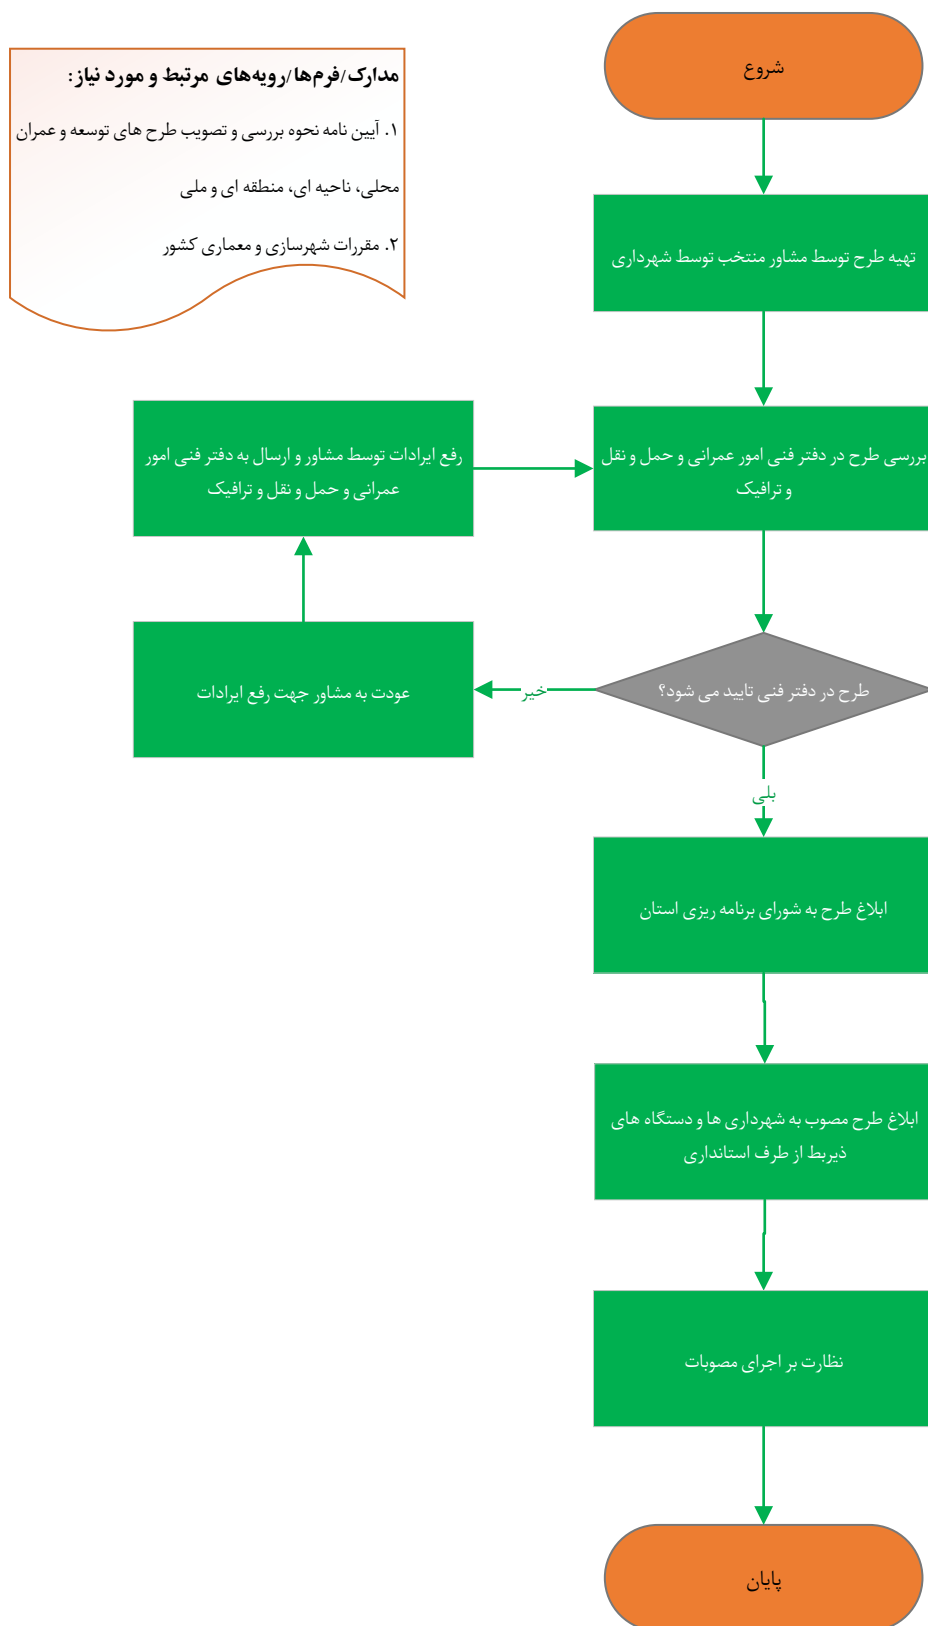 مدارک/فرم‌ها/رویه‌های مرتبط و مورد نیاز:
۱. آیین نامه نحوه بررسی و تصویب طرح های توسعه و عمران
محلی، ناحیه ای، منطقه ای و ملی
۲. مقررات شهرسازی و معماری کشور
شروع
تهیه طرح توسط مشاور منتخب توسط شهرداری
بررسی طرح در دفتر فنی امور عمرانی و حمل و نقل
و ترافیک
رفع ایرادات توسط مشاور و ارسال به دفتر فنی امور
عمرانی و حمل و نقل و ترافیک
طرح در دفتر فنی تایید می شود؟
خیر
عودت به مشاور جهت رفع ایرادات
بلی
ابلاغ طرح به شورای برنامه ریزی استان
ابلاغ طرح مصوب به شهرداری ها و دستگاه های
ذیربط از طرف استانداری
نظارت بر اجرای مصوبات
پایان